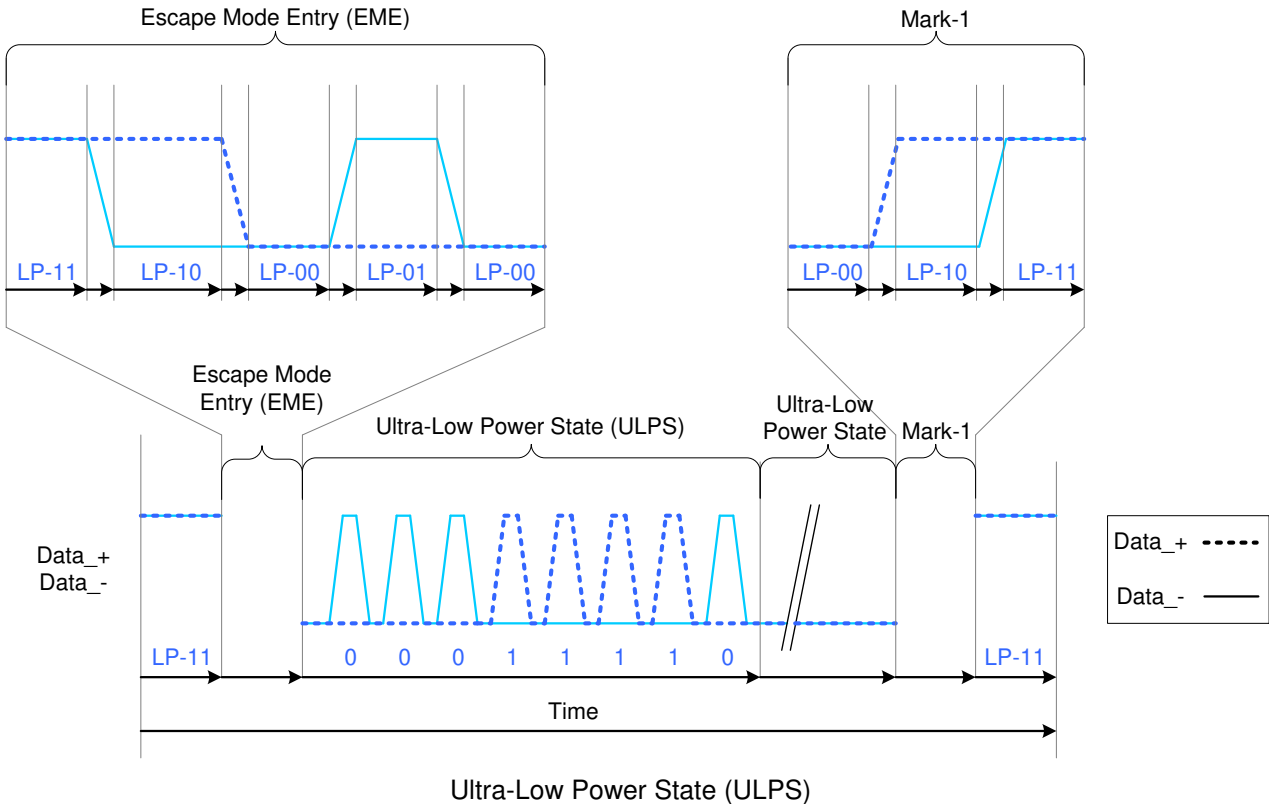 Escape Mode Entry (EME)
Mark-1
LP-11 LP-10 LP-00 LP-01 LP-00
LP-00 LP-10 LP-11
Escape Mode
Entry (EME)
Ultra-Low Power State (ULPS)
Ultra-Low
Power State
Mark-1
Data_+
Data_-
Data_+
Data_-
LP-11 0 0 0 1 1 1 1 0 LP-11
Time
Ultra-Low Power State (ULPS)